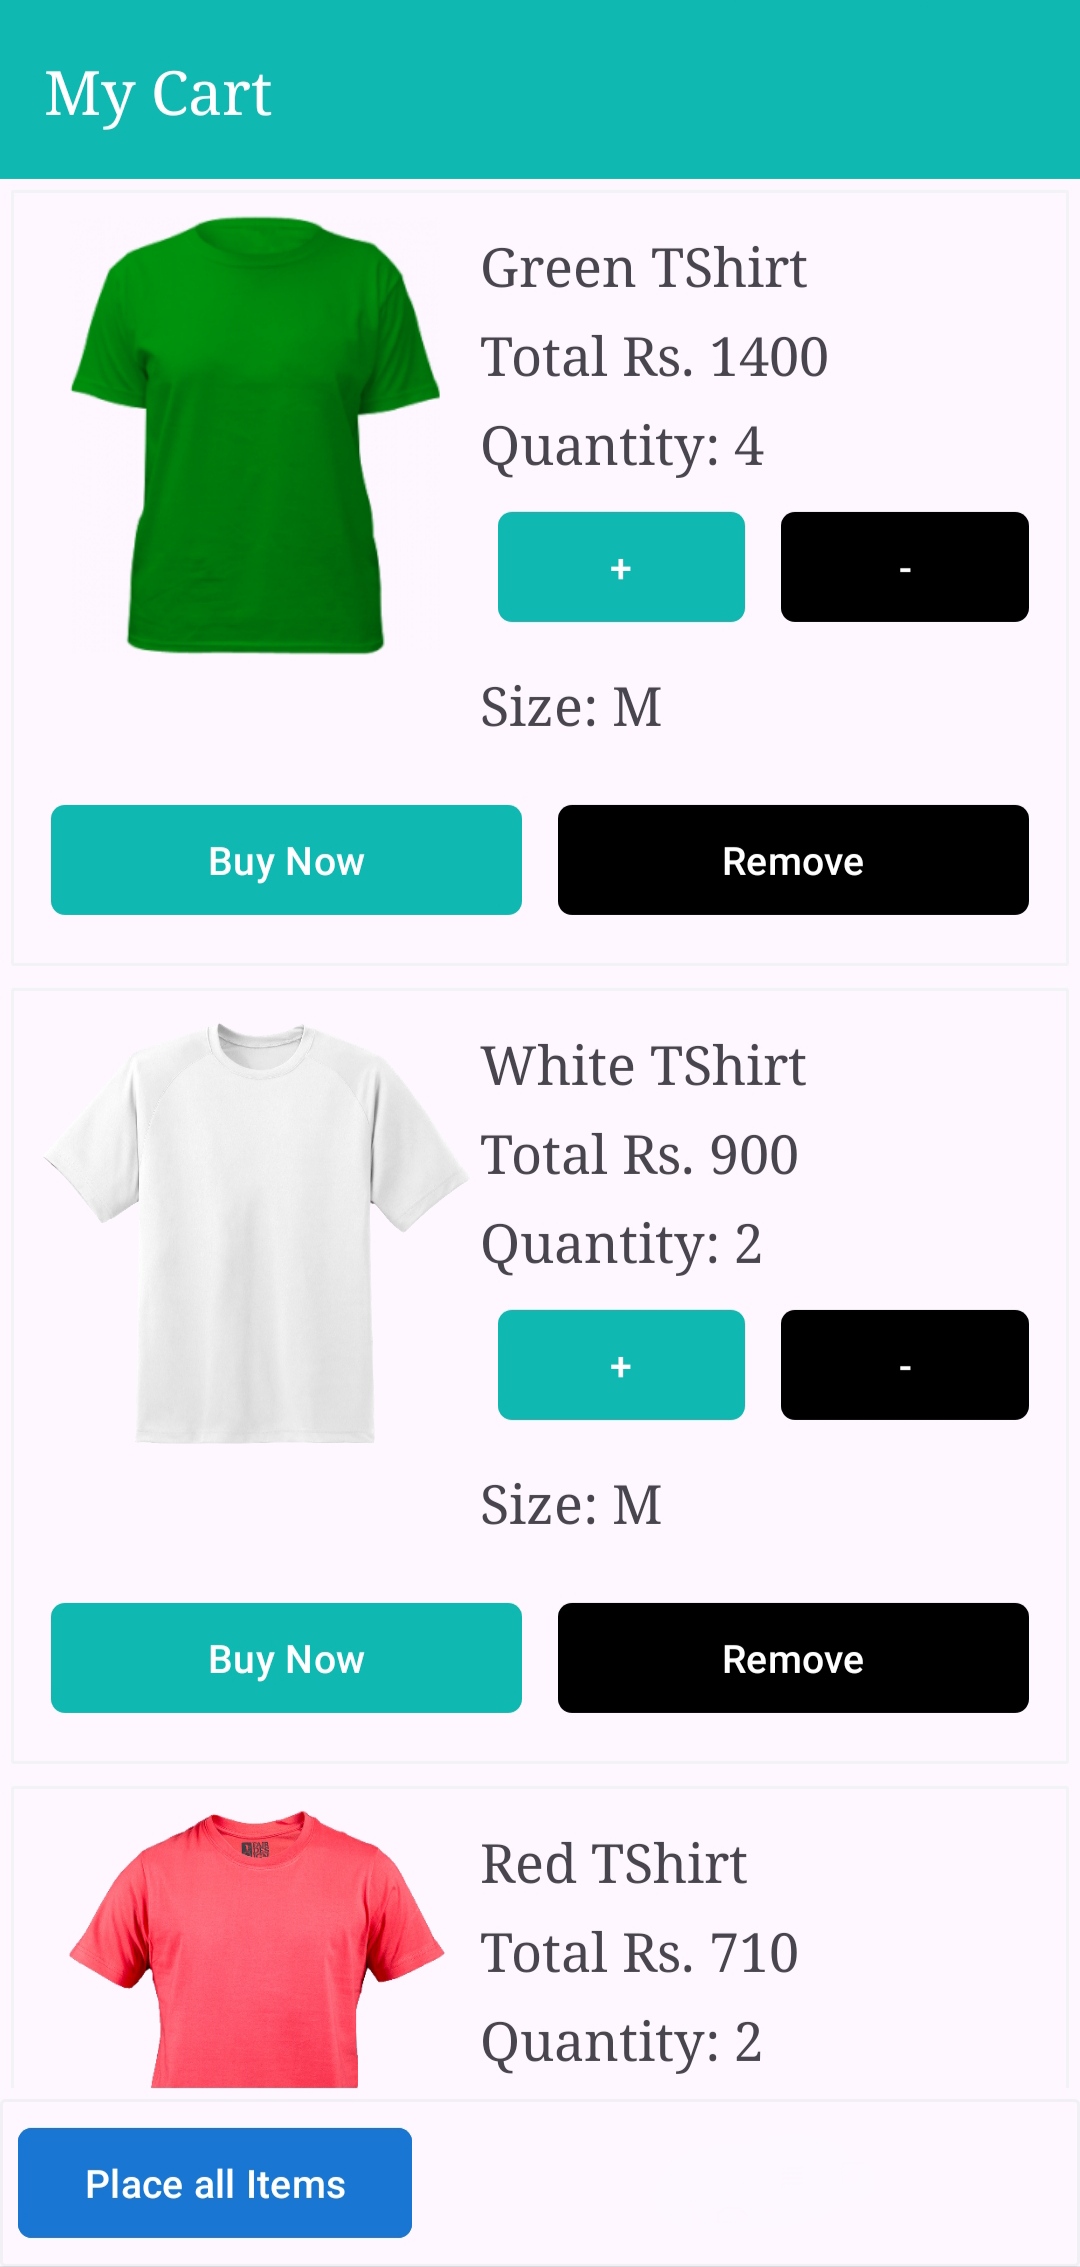 My Cart
Green TShirt
Total Rs. 1400
Quantity: 4
+ -
Size: M
Buy Now Remove
White TShirt
Total Rs. 900
Quantity: 2
+ -
Size: M
Buy Now Remove
Red TShirt
Total Rs. 710
Quantity: 2
Place all Items